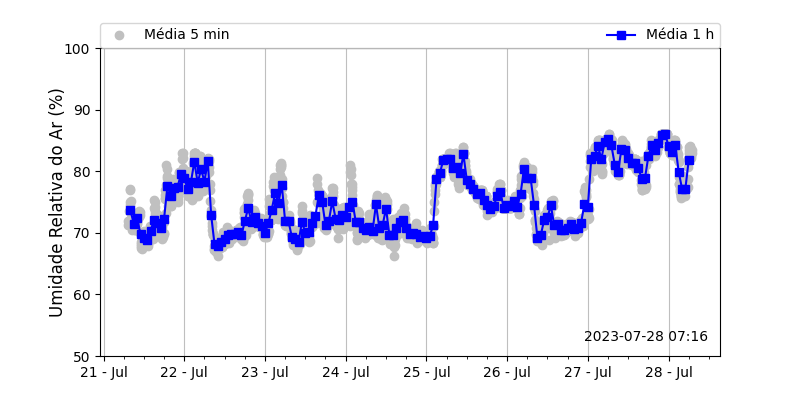 Média 5 min Média 1 h
100
90
80
70
60
50
Umidade Relativa do Ar (%)
2023-07-28 07:16
21 - Jul 22 - Jul 23 - Jul 24 - Jul 25 - Jul 26 - Jul 27 - Jul 28 - Jul